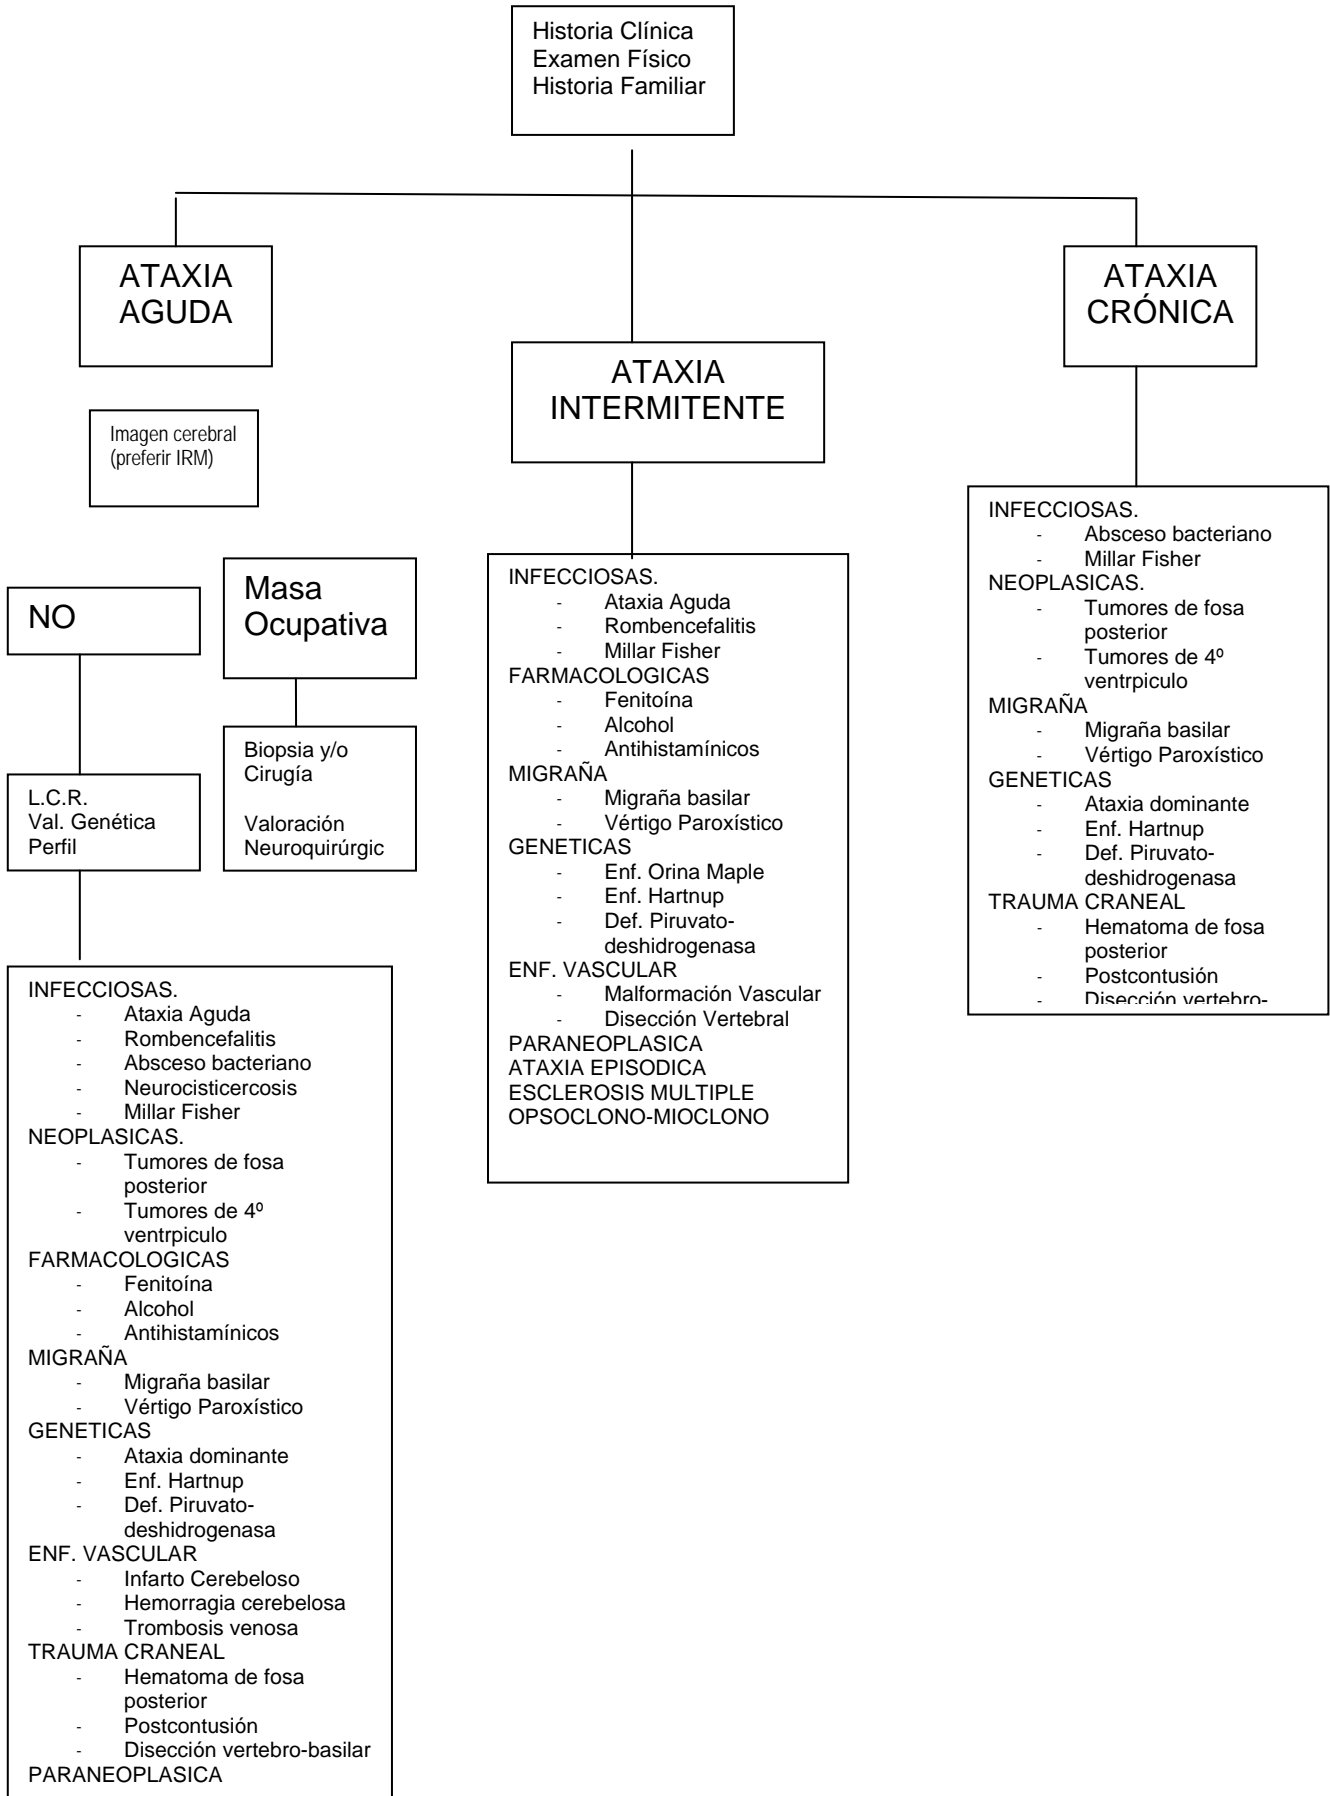 Historia Clínica
Examen Físico
Historia Familiar
ATAXIA
AGUDA
Imagen cerebral
(preferir IRM)
NO
Masa
Ocupativa
L.C.R.
Val. Genética
Perfil
Biopsia y/o
Cirugía
Valoración
Neuroquirúrgic
INFECCIOSAS.
- Ataxia Aguda
- Rombencefalitis
- Absceso bacteriano
- Neurocisticercosis
- Millar Fisher
NEOPLASICAS.
- Tumores de fosa
posterior
- Tumores de 4º
ventrpiculo
FARMACOLOGICAS
- Fenitoína
- Alcohol
- Antihistamínicos
MIGRAÑA
- Migraña basilar
- Vértigo Paroxístico
GENETICAS
- Ataxia dominante
- Enf. Hartnup
- Def. Piruvato-
deshidrogenasa
ENF. VASCULAR
- Infarto Cerebeloso
- Hemorragia cerebelosa
- Trombosis venosa
TRAUMA CRANEAL
- Hematoma de fosa
posterior
- Postcontusión
- Disección vertebro-basilar
PARANEOPLASICA
ATAXIA
INTERMITENTE
INFECCIOSAS.
- Ataxia Aguda
- Rombencefalitis
- Millar Fisher
FARMACOLOGICAS
- Fenitoína
- Alcohol
- Antihistamínicos
MIGRAÑA
- Migraña basilar
- Vértigo Paroxístico
GENETICAS
- Enf. Orina Maple
- Enf. Hartnup
- Def. Piruvato-
deshidrogenasa
ENF. VASCULAR
- Malformación Vascular
- Disección Vertebral
PARANEOPLASICA
ATAXIA EPISODICA
ESCLEROSIS MULTIPLE
OPSOCLONO-MIOCLONO
ATAXIA
CRÓNICA
INFECCIOSAS.
- Absceso bacteriano
- Millar Fisher
NEOPLASICAS.
- Tumores de fosa
posterior
- Tumores de 4º
ventrpiculo
MIGRAÑA
- Migraña basilar
- Vértigo Paroxístico
GENETICAS
- Ataxia dominante
- Enf. Hartnup
- Def. Piruvato-
deshidrogenasa
TRAUMA CRANEAL
- Hematoma de fosa
posterior
- Postcontusión
- Disección vertebro-